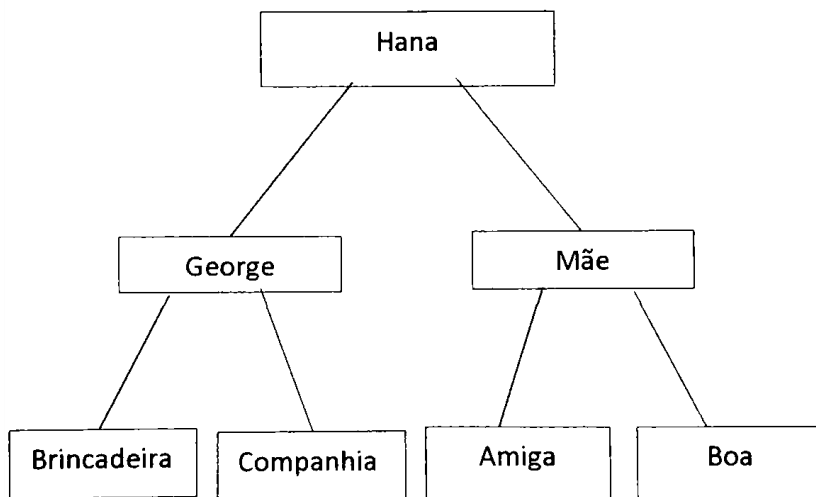 Hana
George
Mãe
Brincadeira
Companhia
Amiga
Boa